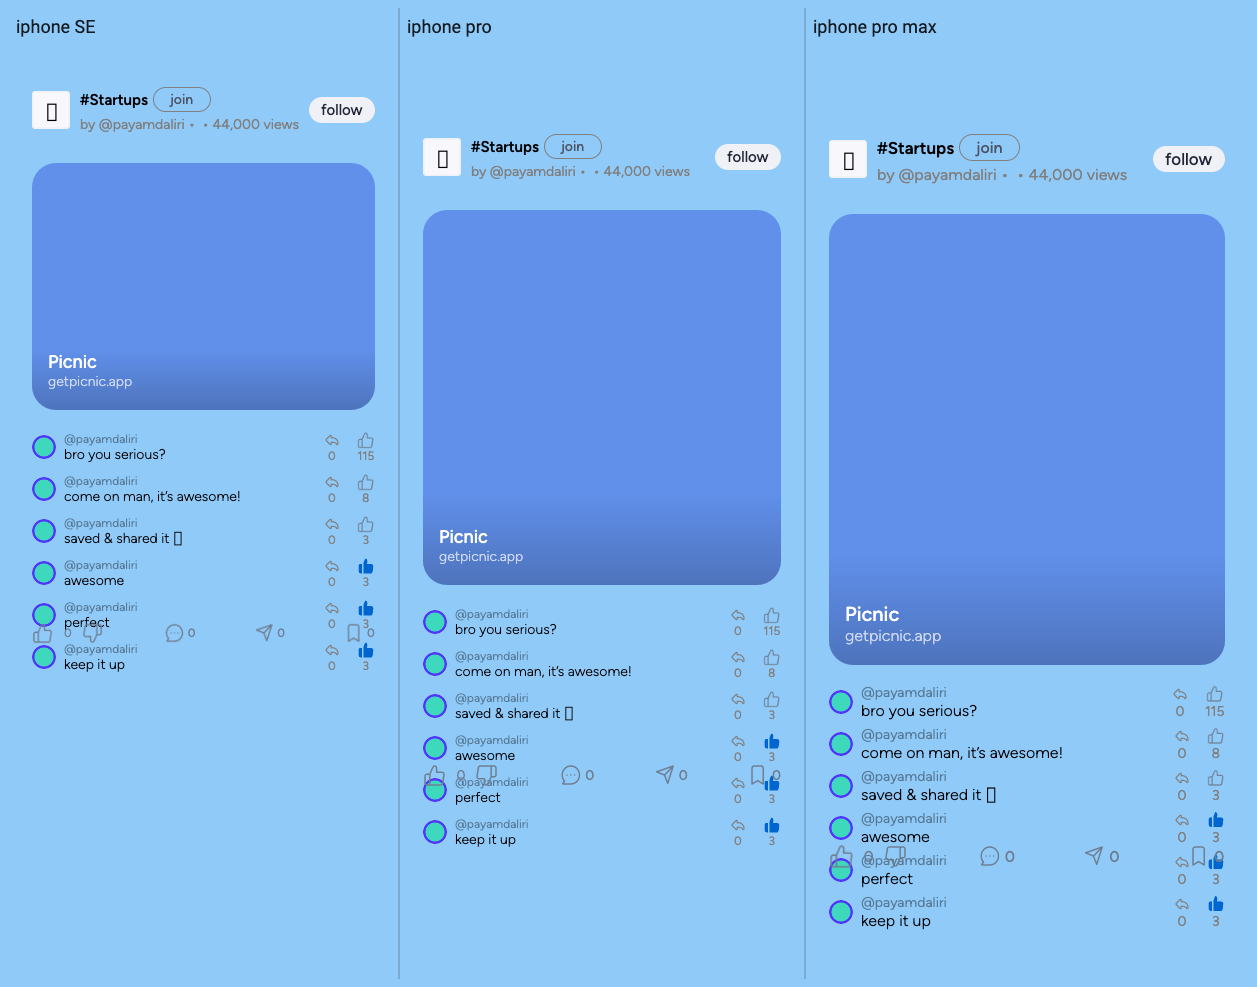 iphone SE
#Startups join
follow
by @payamdaliri • • 44,000 views
Picnic
getpicnic.app
@payamdaliri
bro you serious?
0 115
@payamdaliri
come on man, it's awesome!
0 8
@payamdaliri
saved & shared it
0 3
@payamdaliri
awesome
0 3
@payamdaliri
perfect
0 3
0 0 0 0
@payamdaliri
keep it up
0 3
iphone pro
#Startups join
follow
by @payamdaliri • • 44,000 views
Picnic
getpicnic.app
@payamdaliri
bro you serious?
0 115
@payamdaliri
come on man, it's awesome!
0 8
@payamdaliri
saved & shared it
0 3
@payamdaliri
awesome
0 3
0 0 0 0
@payamdaliri
perfect
0 3
@payamdaliri
keep it up
0 3
iphone pro max
#Startups join
follow
by @payamdaliri • • 44,000 views
Picnic
getpicnic.app
@payamdaliri
bro you serious?
0 115
@payamdaliri
come on man, it's awesome!
0 8
@payamdaliri
saved & shared it
0 3
@payamdaliri
awesome
0 3
0 0 0 0
@payamdaliri
perfect
0 3
@payamdaliri
keep it up
0 3